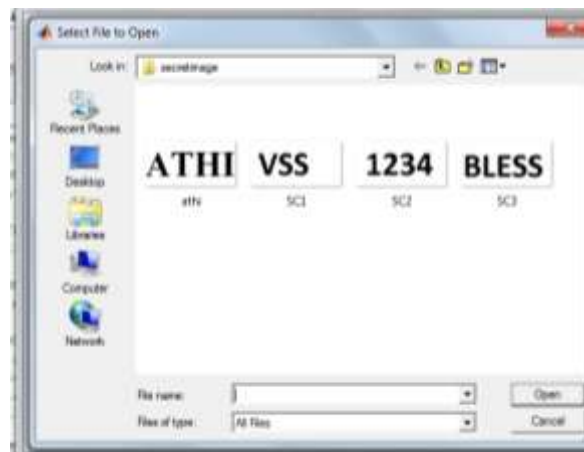 Select File to Open
Look in: secretimage
Recent Places
Desktop
Libraries
Computer
Network
ATHI VSS 1234 BLESS
athi SC1 SC2 SC3
File name: Open
Files of type: All Files Cancel